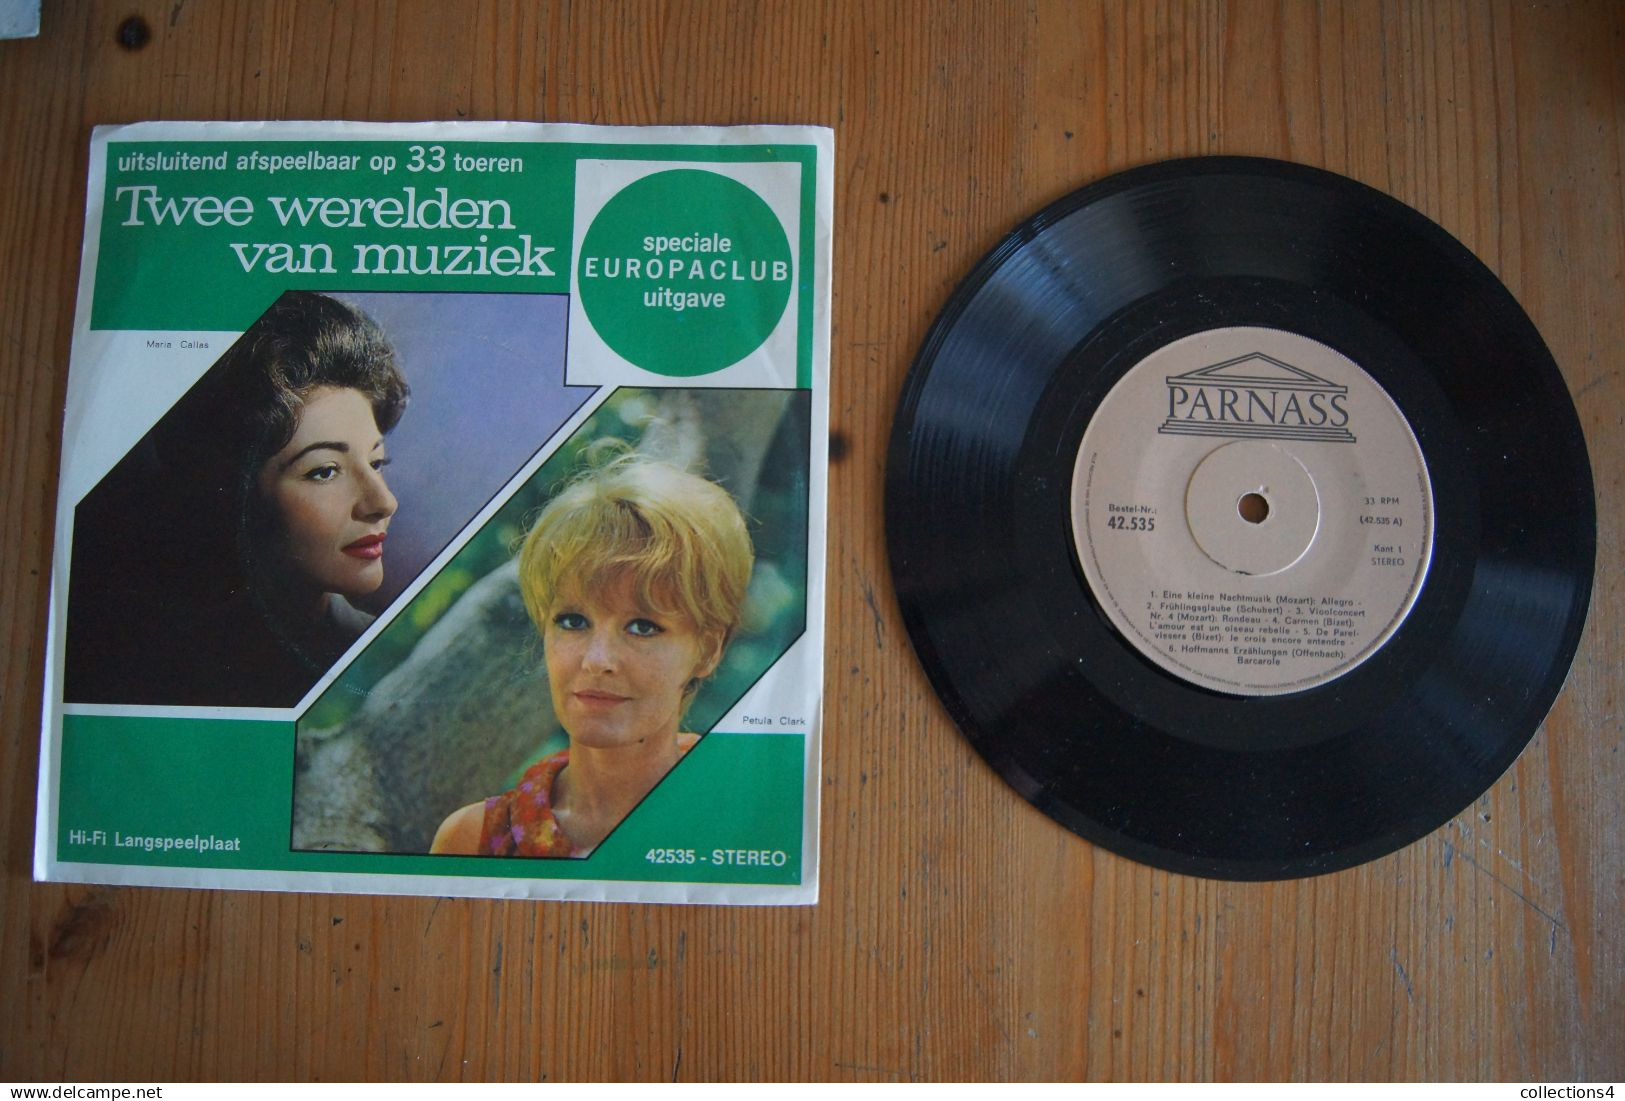 uitsluitend afspeelbaar op 33 toeren
Twee werelden
van muziek
speciale
EUROPACLUB
uitgave
Maria Callas
Petula Clark
Hi-Fi Langspeelplaat
42535 - STEREO
PARNASS
Bestel-Nr.:
42.535
33 RPM
(42.535 A)
Kant 1
STEREO
1. Eine kleine Nachtmusik (Mozart): Allegro -
2. Frühlingsglaube (Schubert) - 3. Vioolconcert
Nr. 4 (Mozart): Rondeau - 4. Carmen (Bizet):
L'amour est un oiseau rebelle - 5. De Parel-
vissers (Bizet): Je crois encore entendre -
6. Hoffmanns Erzählungen (Offenbach):
Barcarole
collections4